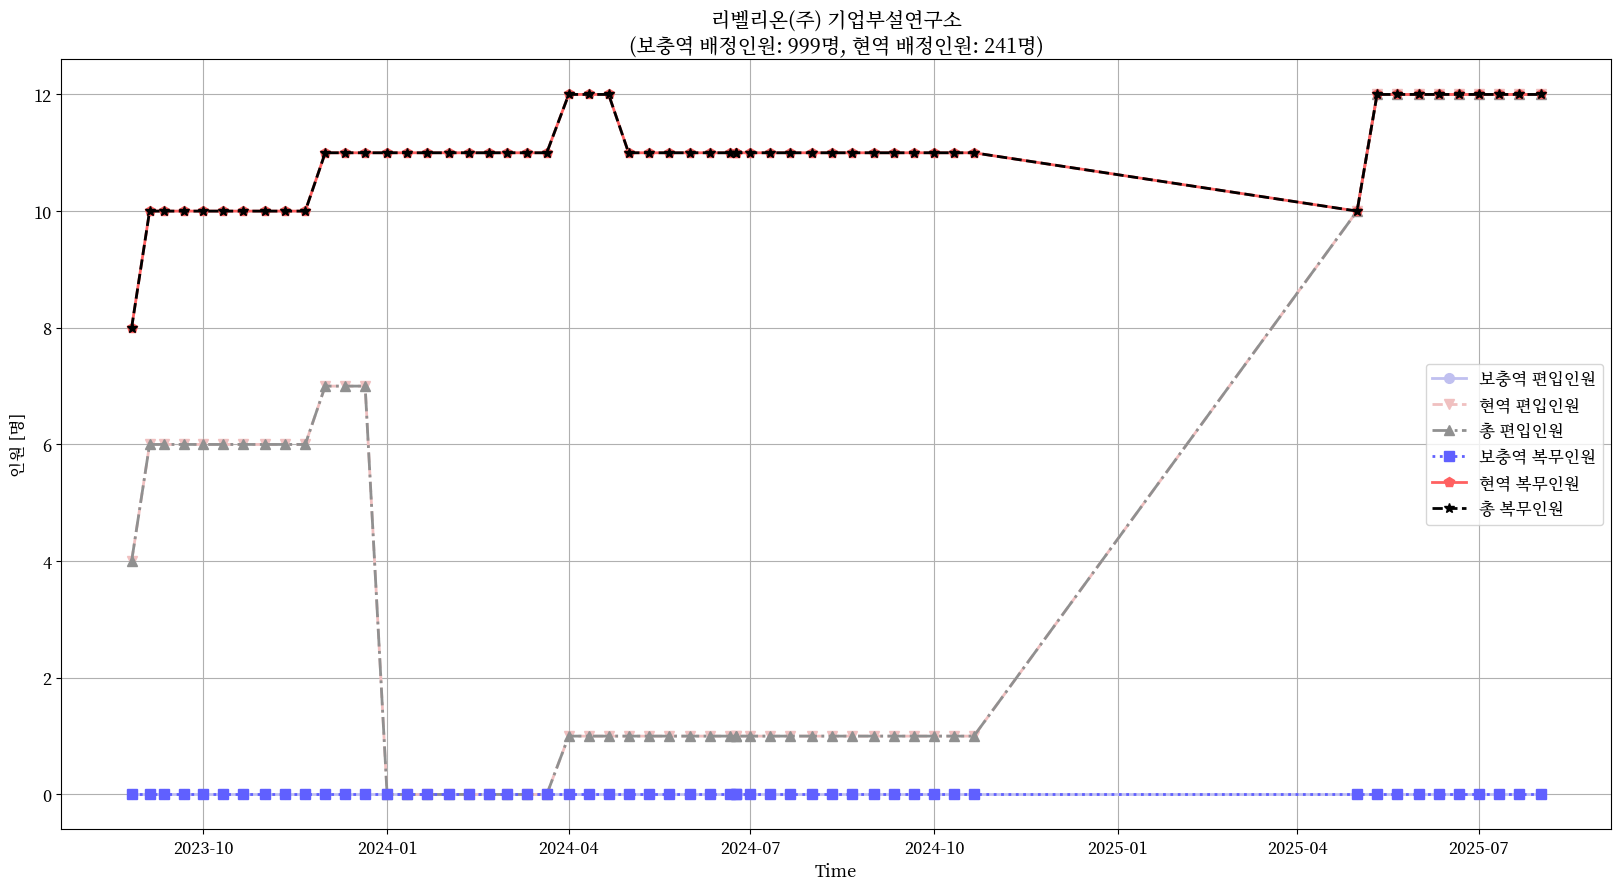 리벨리온(주) 기업부설연구소
(보충역 배정인원: 999명, 현역 배정인원: 241명)
12
10
8
6
4
2
0
인원 [명]
보충역 편입인원
현역 편입인원
총 편입인원
보충역 복무인원
현역 복무인원
총 복무인원
2023-10
2024-01
2024-04
2024-07
2024-10
2025-01
2025-04
2025-07
Time